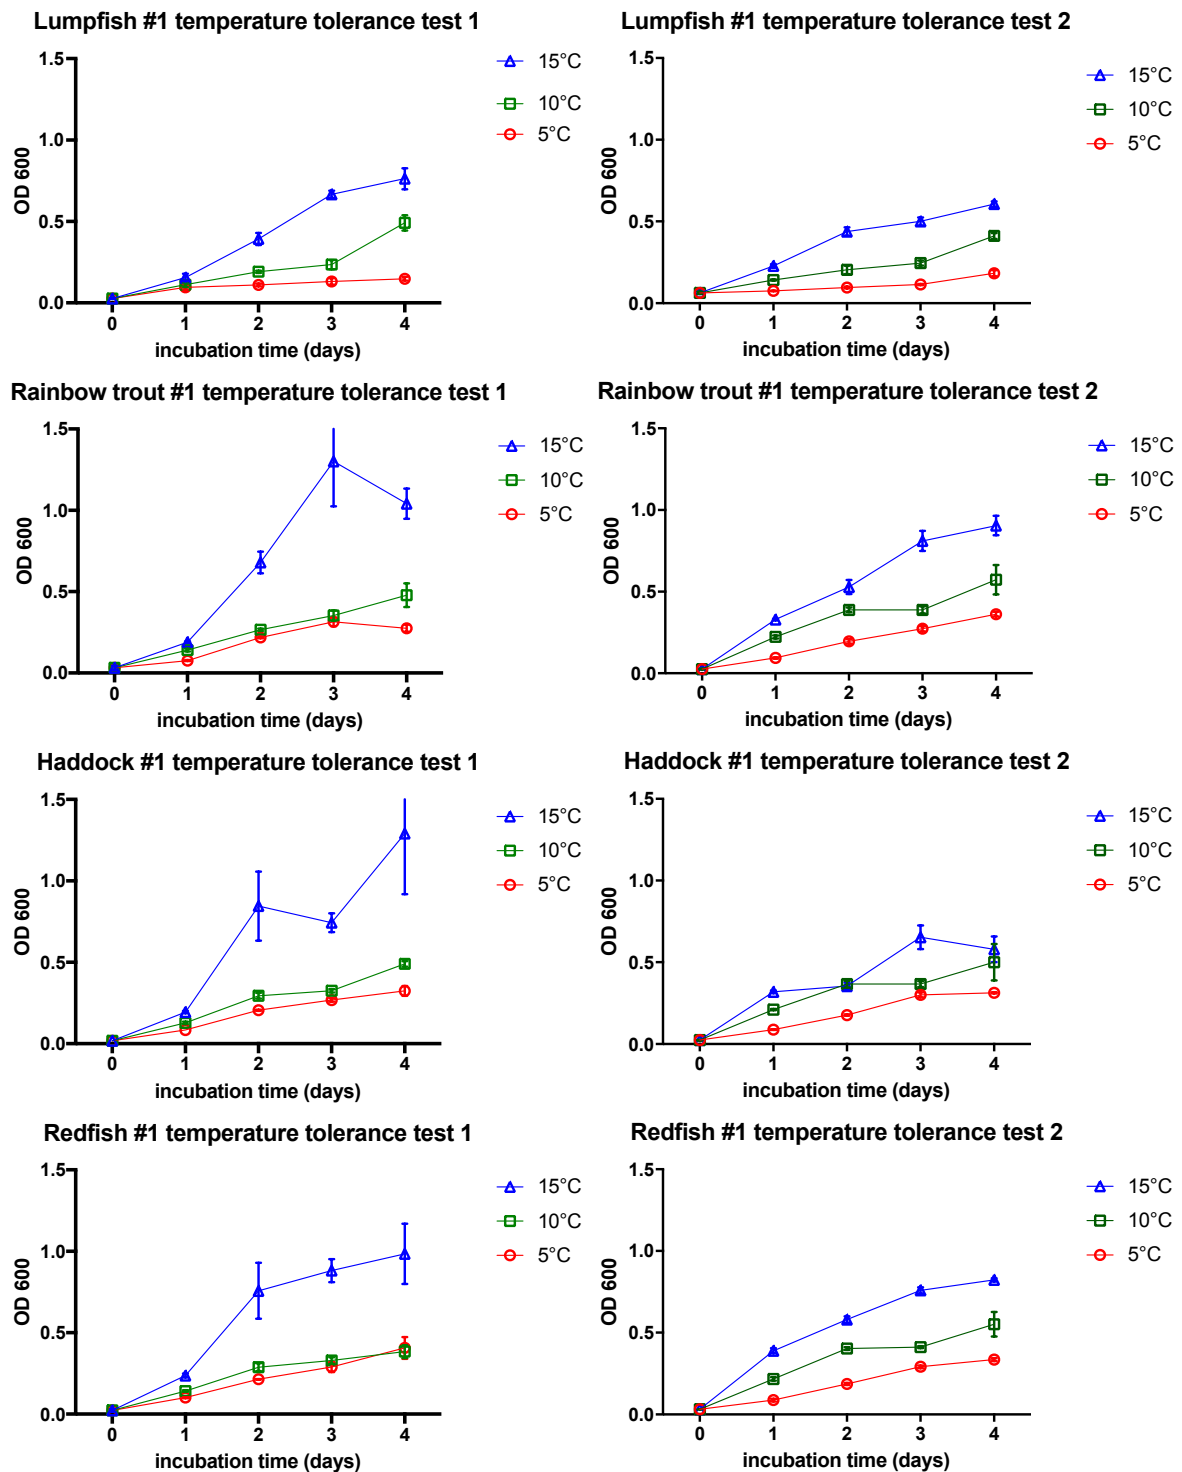 Lumpfish #1 temperature tolerance test 1
1.5
1.0
0.5
0.0
OD 600
0 1 2 3 4
incubation time (days)
15°C
10°C
5°C
Lumpfish #1 temperature tolerance test 2
1.5
1.0
0.5
0.0
OD 600
0 1 2 3 4
incubation time (days)
15°C
10°C
5°C
Rainbow trout #1 temperature tolerance test 1
1.5
1.0
0.5
0.0
OD 600
0 1 2 3 4
incubation time (days)
15°C
10°C
5°C
Rainbow trout #1 temperature tolerance test 2
1.5
1.0
0.5
0.0
OD 600
0 1 2 3 4
incubation time (days)
15°C
10°C
5°C
Haddock #1 temperature tolerance test 1
1.5
1.0
0.5
0.0
OD 600
0 1 2 3 4
incubation time (days)
15°C
10°C
5°C
Haddock #1 temperature tolerance test 2
1.5
1.0
0.5
0.0
OD 600
0 1 2 3 4
incubation time (days)
15°C
10°C
5°C
Redfish #1 temperature tolerance test 1
1.5
1.0
0.5
0.0
OD 600
0 1 2 3 4
incubation time (days)
15°C
10°C
5°C
Redfish #1 temperature tolerance test 2
1.5
1.0
0.5
0.0
OD 600
0 1 2 3 4
incubation time (days)
15°C
10°C
5°C